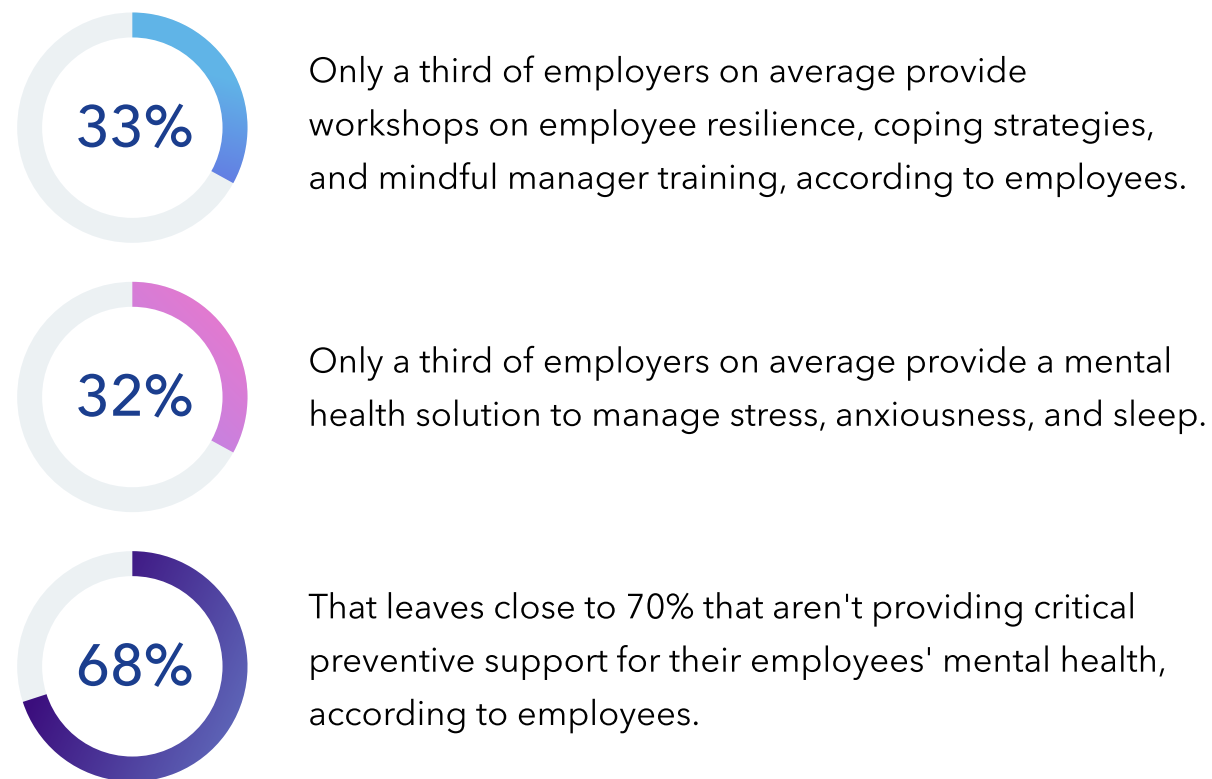 33%
Only a third of employers on average provide
workshops on employee resilience, coping strategies,
and mindful manager training, according to employees.
32%
Only a third of employers on average provide a mental
health solution to manage stress, anxiousness, and sleep.
68%
That leaves close to 70% that aren't providing critical
preventive support for their employees' mental health,
according to employees.